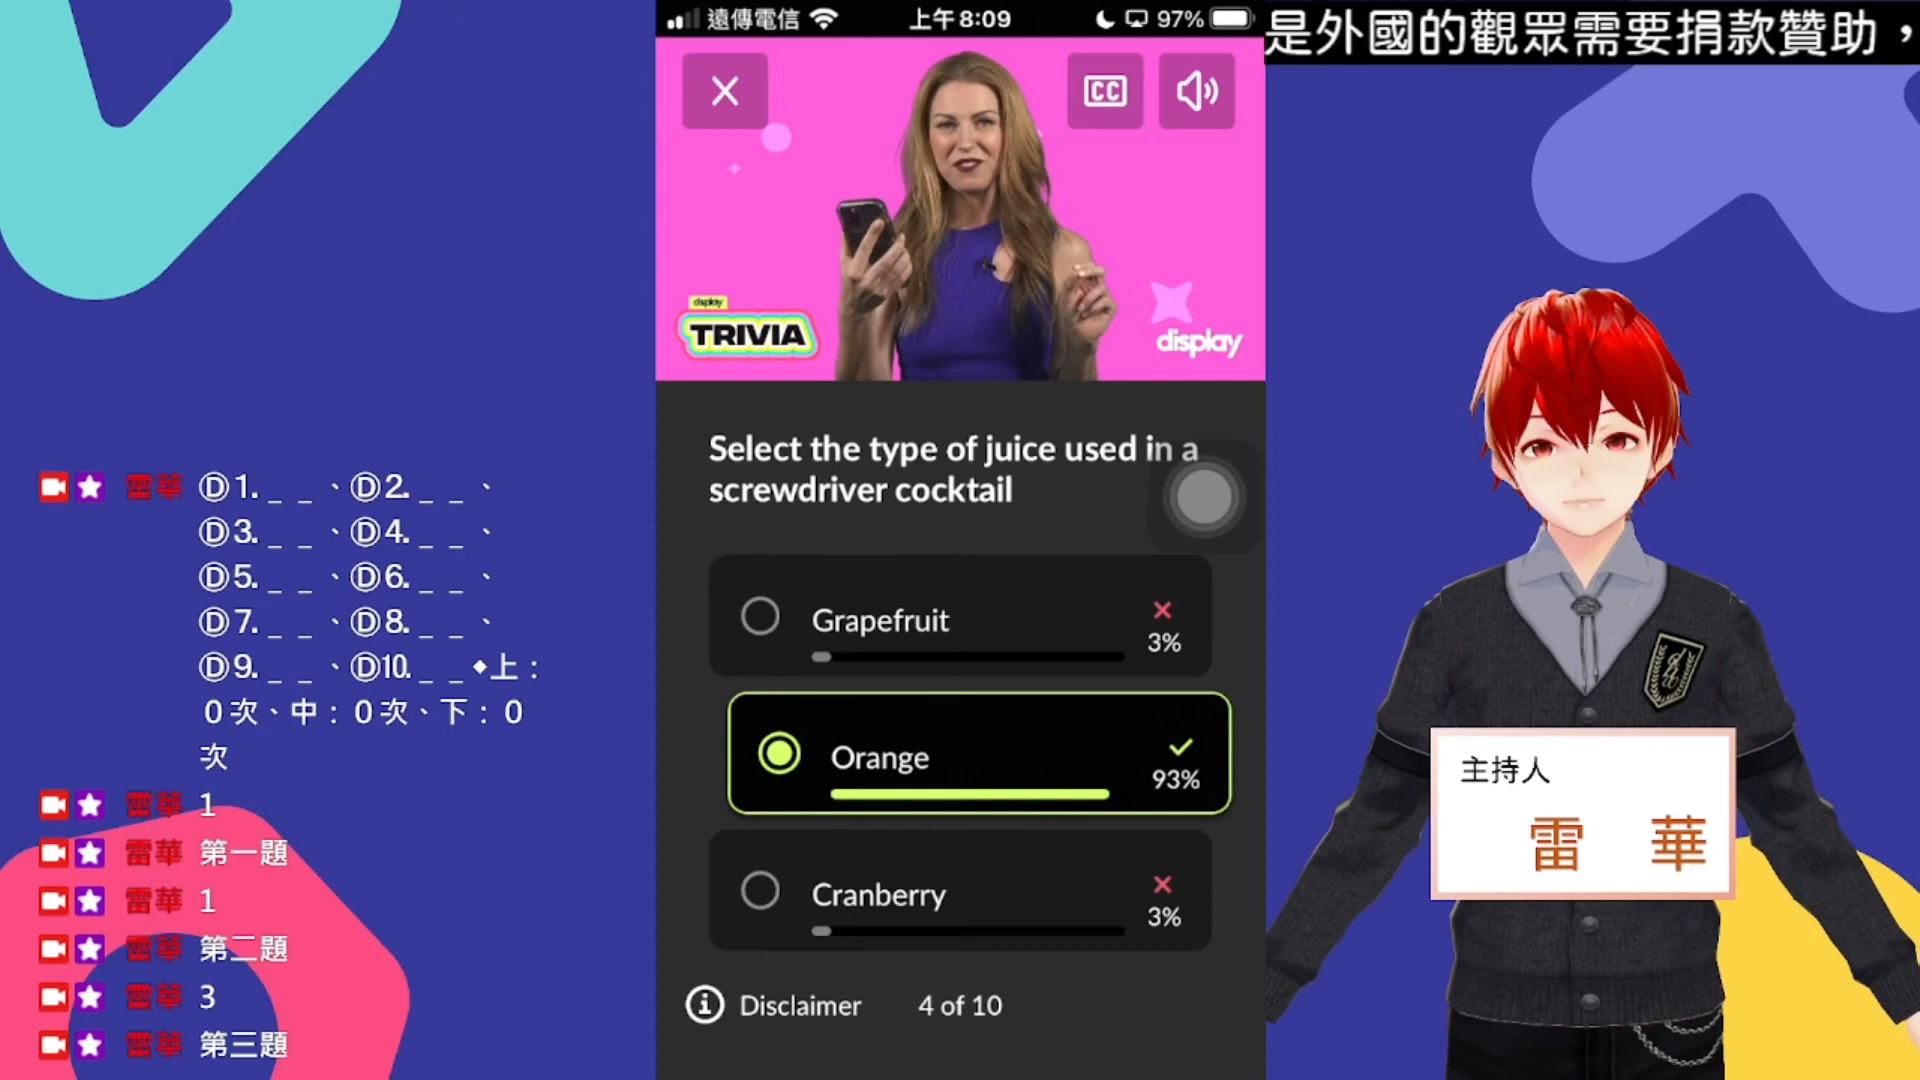 遠傳電信
上午8:09
97%
是外國的觀眾需要捐款贊助，
CC
display
TRIVIA
display
Select the type of juice used in a
screwdriver cocktail
Grapefruit
3%
Orange
93%
Cranberry
3%
Disclaimer
4 of 10
雷華 Ⓓ1. _ _ 、Ⓓ2. _ _ 、
Ⓓ3. _ _ 、Ⓓ4. _ _ 、
Ⓓ5. _ _ 、Ⓓ6. _ _ 、
Ⓓ7. _ _ 、Ⓓ8. _ _ 、
Ⓓ9. _ _ 、Ⓓ10. _ _ ◆上：
0次、中：0次、下：0
次
雷華 1
雷華 第一題
雷華 1
雷華 第二題
雷華 3
雷華 第三題
主持人
雷 華